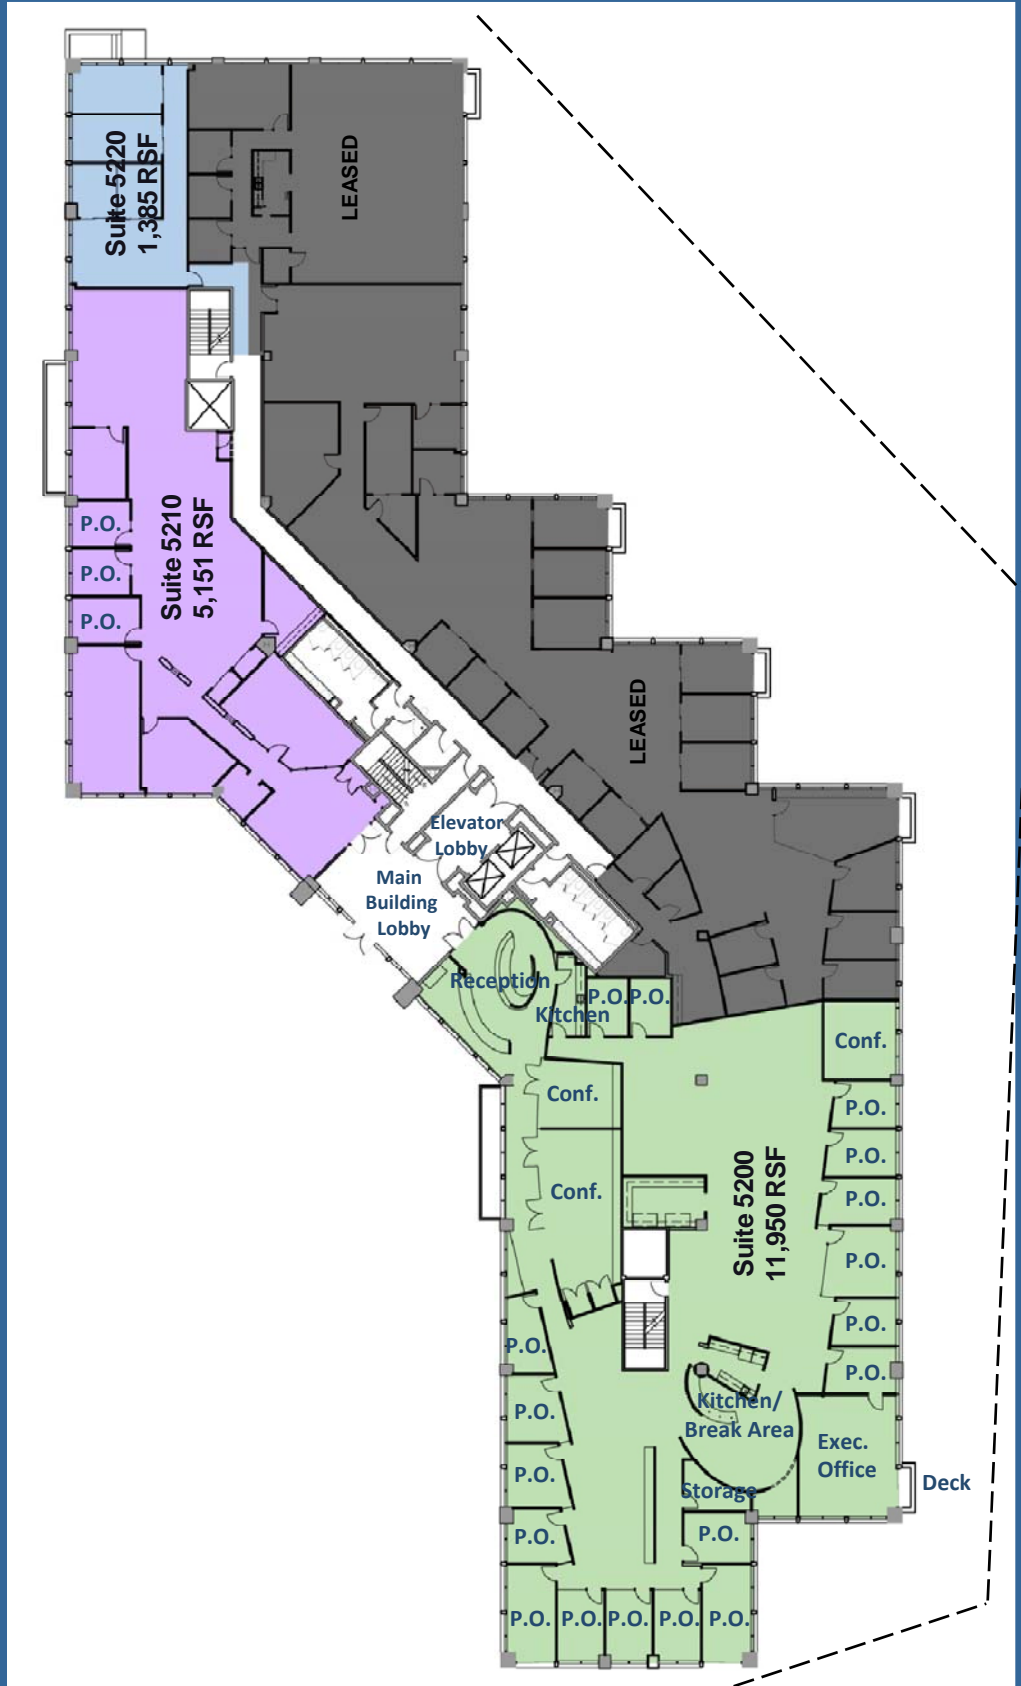 Suite 5220
1,385 RSF
LEASED
P.O.
P.O.
P.O.
Suite 5210
5,151 RSF
LEASED
Elevator
Lobby
Main
Building
Lobby
Reception
Kitchen
P.O.
P.O.
Conf.
Conf.
Conf.
P.O.
P.O.
P.O.
P.O.
P.O.
P.O.
Suite 5200
11,950 RSF
P.O.
P.O.
P.O.
P.O.
Kitchen/
Break Area
Exec.
Office
Deck
Storage
P.O.
P.O.
P.O.
P.O.
P.O.
P.O.